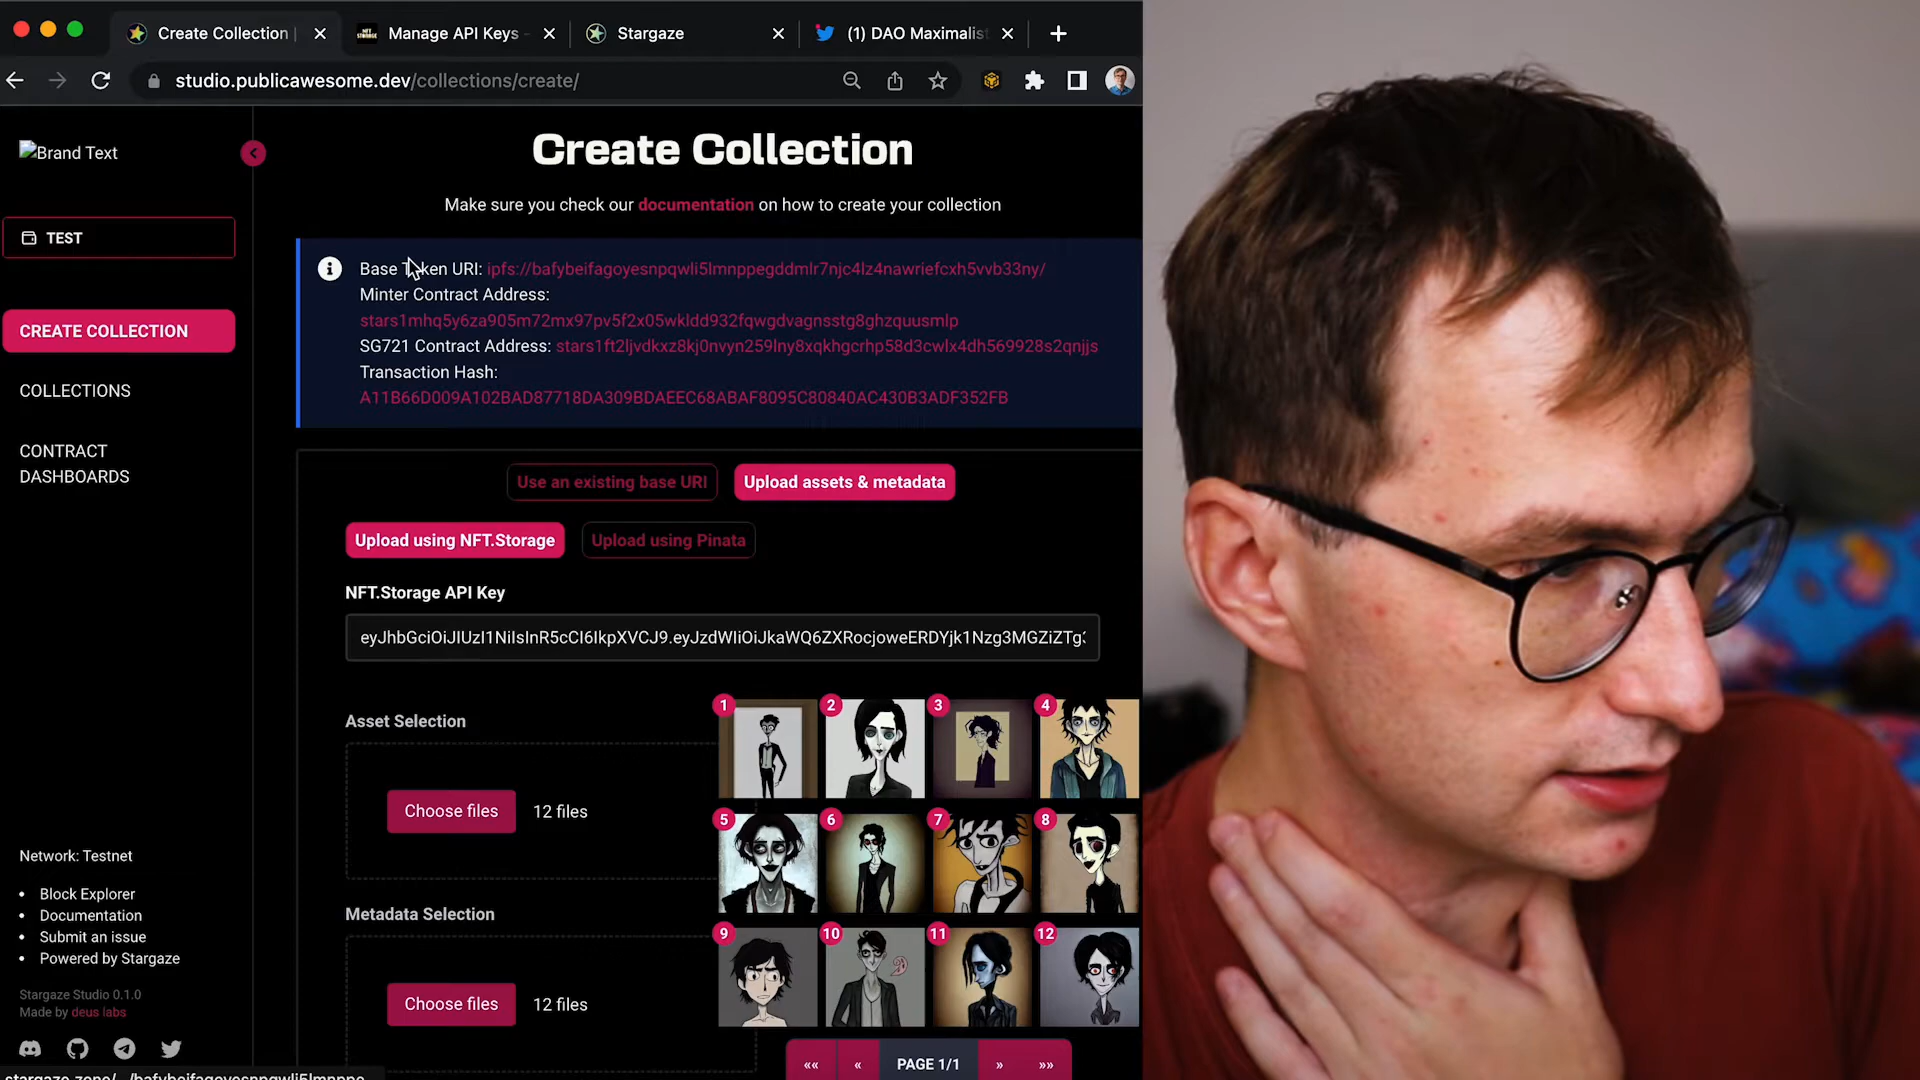 Create Collection |
Manage API Keys -
Stargaze
(1) DAO Maximalist
studio.publicawesome.dev/collections/create/
Brand Text
TEST
CREATE COLLECTION
COLLECTIONS
CONTRACT
DASHBOARDS
Network: Testnet
Block Explorer
Documentation
Submit an issue
Powered by Stargaze
Stargaze Studio 0.1.0
Made by deus labs
Create Collection
Make sure you check our documentation on how to create your collection
Base Token URI: ipfs://bafybeifagoyesnpqwli5lmnppegddmlr7njc4lz4nawriefcxh5vvb33ny/
Minter Contract Address:
stars1mhq5y6za905m72mx97pv5f2x05wkldd932fqwgdvagnsstg8ghzquusmlp
SG721 Contract Address: stars1ft2ljvdkxz8kj0nvyn259lny8xqkhgcrhp58d3cwlx4dh569928s2qnjjs
Transaction Hash:
A11B66D009A102BAD87718DA309BDAEEC68ABAF8095C80840AC430B3ADF352FB
Use an existing base URI
Upload assets & metadata
Upload using NFT.Storage
Upload using Pinata
NFT.Storage API Key
eyJhbGciOiJIUzI1NiIsInR5cCI6IkpXVCJ9.eyJzdWIiOiJkaWQ6ZXRocjoweERDYjk1Nzg3MGZiZTg
Asset Selection
Choose files 12 files
Metadata Selection
Choose files 12 files
1 2 3 4
5 6 7 8
9 10 11 12
«« « PAGE 1/1 » »»